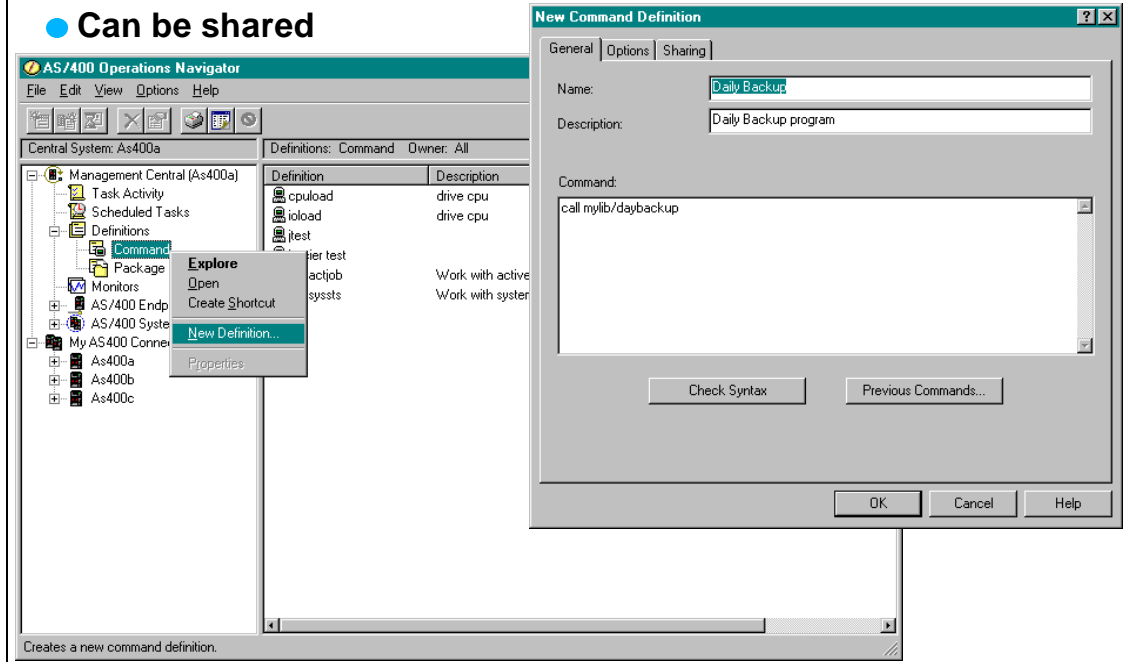 Can be shared
AS/400 Operations Navigator
File Edit View Options Help
Central System: As400a
Definitions: Command Owner: All
Management Central (As400a)
Task Activity
Scheduled Tasks
Definitions
Command
Package
Monitors
AS/400 Endp
AS/400 Syste
My AS400 Conne
As400a
As400b
As400c
Explore
Open
Create Shortcut
New Definition...
Properties
Definition Description
cpuload drive cpu
ioload drive cpu
jtest
ier test
actjob Work with active
syssts Work with system
Creates a new command definition.
New Command Definition
General Options Sharing
Name: Daily Backup
Description: Daily Backup program
Command:
call mylib/daybackup
Check Syntax Previous Commands...
OK Cancel Help